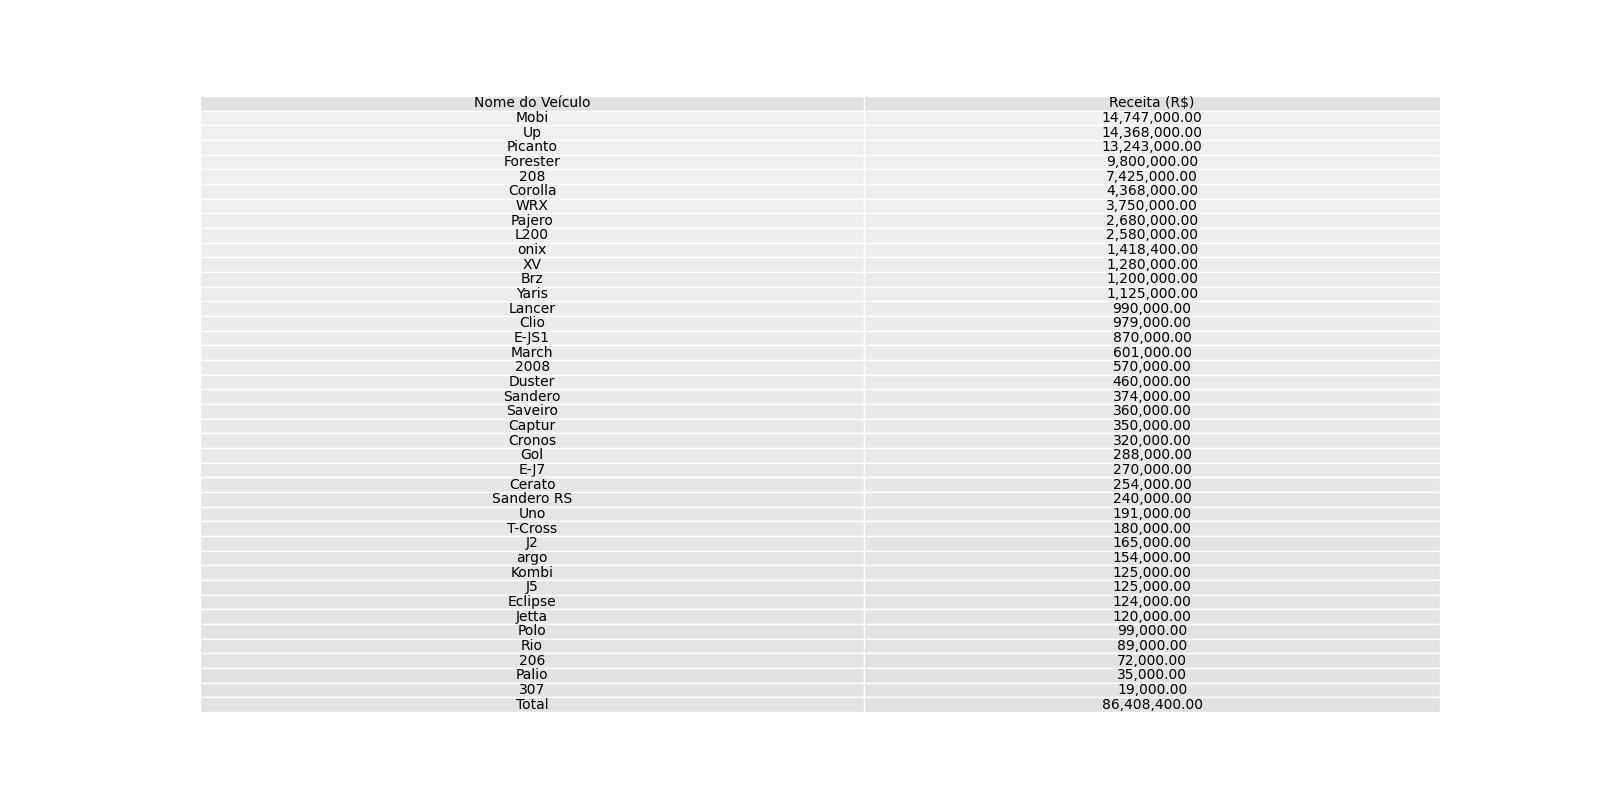 Nome do Veículo Receita (R$)
Mobi 14,747,000.00
Up 14,368,000.00
Picanto 13,243,000.00
Forester 9,800,000.00
208 7,425,000.00
Corolla 4,368,000.00
WRX 3,750,000.00
Pajero 2,680,000.00
L200 2,580,000.00
onix 1,418,400.00
XV 1,280,000.00
Brz 1,200,000.00
Yaris 1,125,000.00
Lancer 990,000.00
Clio 979,000.00
E-JS1 870,000.00
March 601,000.00
2008 570,000.00
Duster 460,000.00
Sandero 374,000.00
Saveiro 360,000.00
Captur 350,000.00
Cronos 320,000.00
Gol 288,000.00
E-J7 270,000.00
Cerato 254,000.00
Sandero RS 240,000.00
Uno 191,000.00
T-Cross 180,000.00
J2 165,000.00
argo 154,000.00
Kombi 125,000.00
J5 125,000.00
Eclipse 124,000.00
Jetta 120,000.00
Polo 99,000.00
Rio 89,000.00
206 72,000.00
Palio 35,000.00
307 19,000.00
Total 86,408,400.00